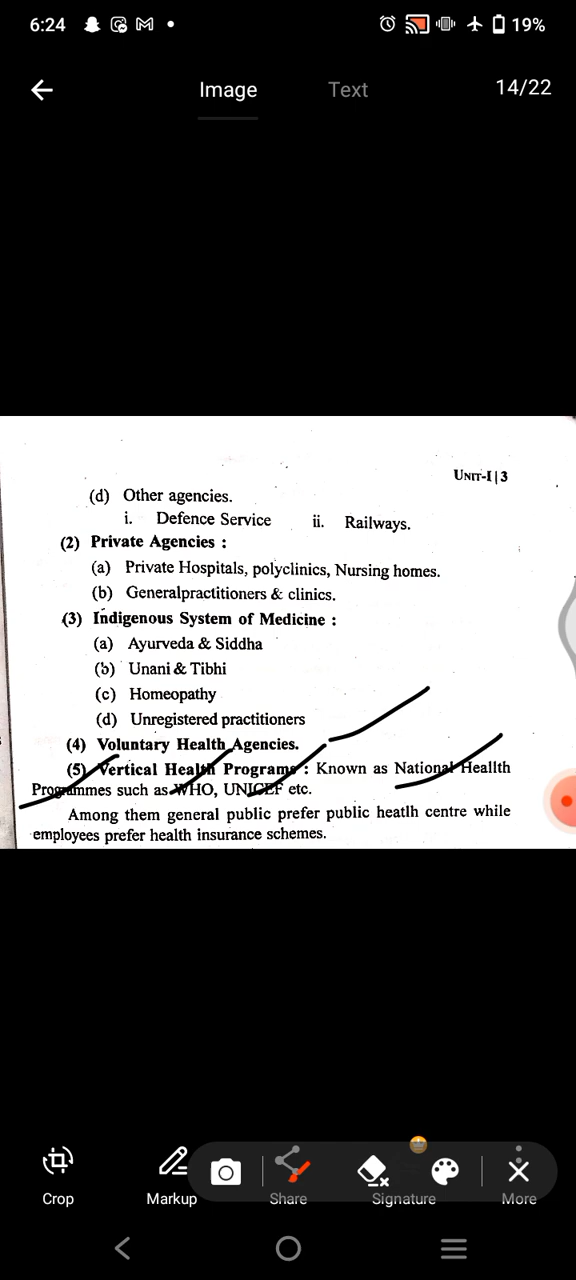 6:24
19%
Image Text 14/22
UNIT-I | 3
(d) Other agencies.
i. Defence Service ii. Railways.
(2) Private Agencies :
(a) Private Hospitals, polyclinics, Nursing homes.
(b) Generalpractitioners & clinics.
(3) Indigenous System of Medicine :
(a) Ayurveda & Siddha
(b) Unani & Tibhi
(c) Homeopathy
(d) Unregistered practitioners
(4) Voluntary Health Agencies.
(5) Vertical Health Programs : Known as National Heallth
Programmes such as WHO, UNICEF etc.
Among them general public prefer public heatlh centre while
employees prefer health insurance schemes.
Crop Markup Share Signature More